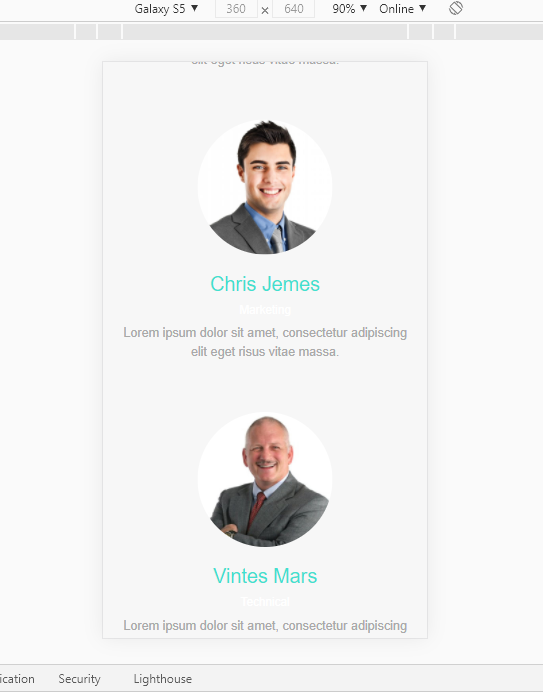 Galaxy S5 ▼ 360 × 640 90% ▼ Online ▼
elit eget risus vitae massa.
Chris Jemes
Marketing
Lorem ipsum dolor sit amet, consectetur adipiscing
elit eget risus vitae massa.
Vintes Mars
Technical
Lorem ipsum dolor sit amet, consectetur adipiscing
ication Security Lighthouse